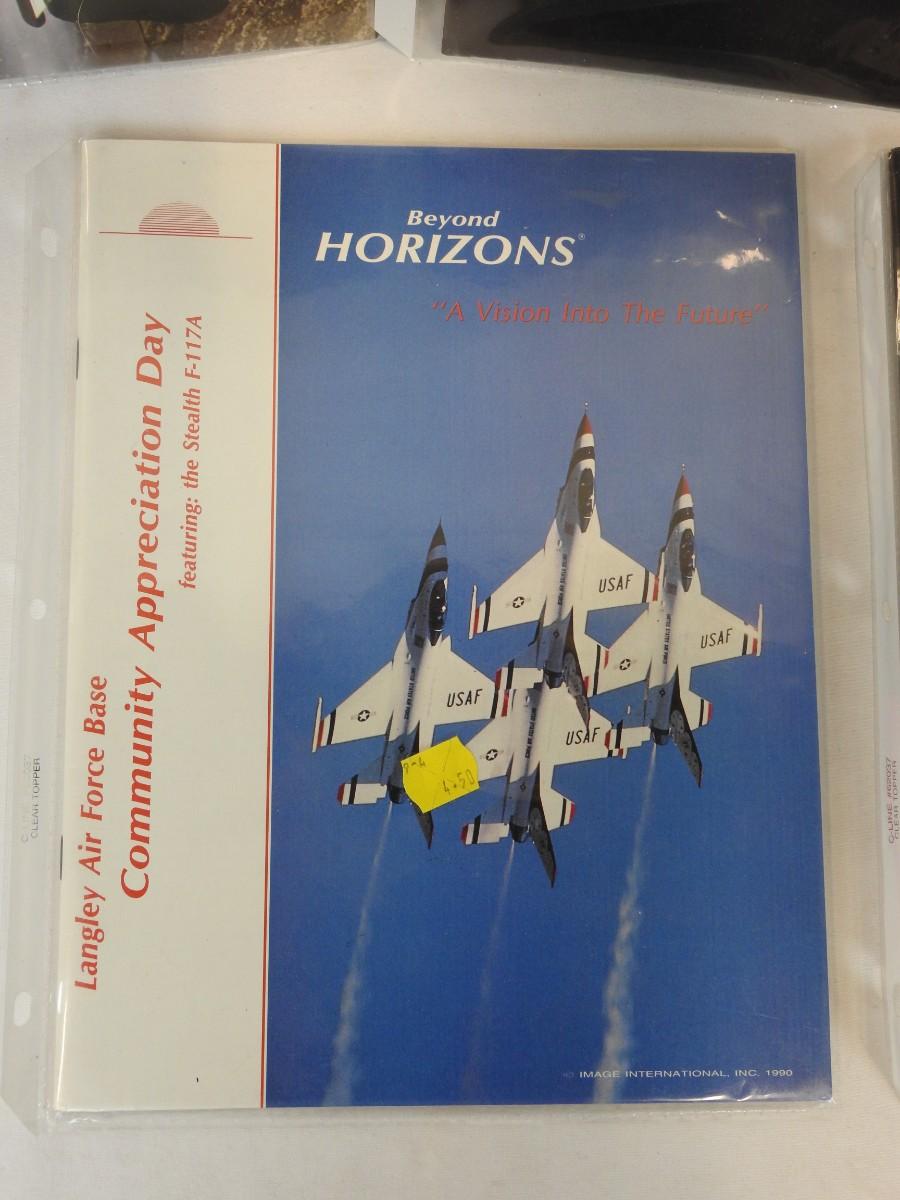 Beyond
HORIZONS®
"A Vision Into The Future"
Langley Air Force Base
Community Appreciation Day
featuring: the Stealth F-117A
USAF
USAF
USAF
USAF
4.50
© IMAGE INTERNATIONAL, INC. 1990
CLEAR TOPPER
C-LINE #62037
CLEAR TOPPER